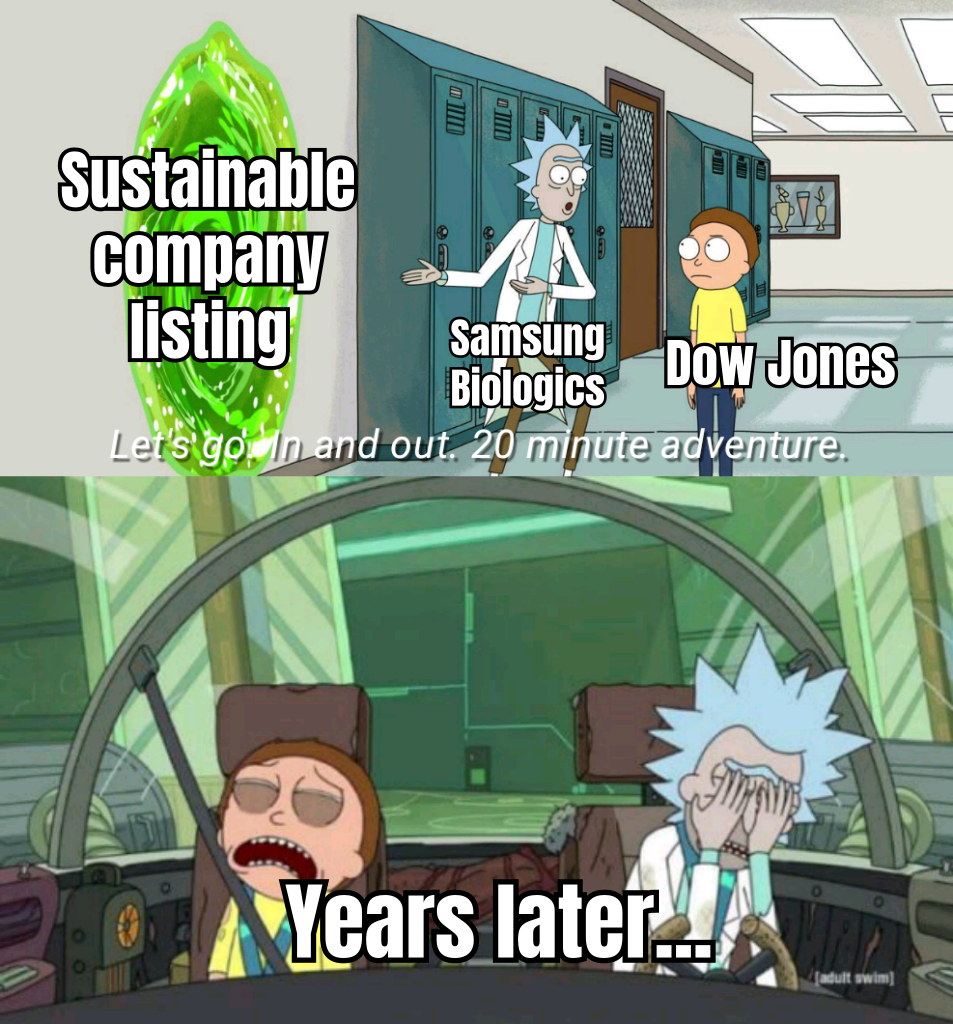 Sustainable
company
listing
Samsung
Biologics
Dow Jones
Let's go. In and out. 20 minute adventure.
Years later...
[adult swim]